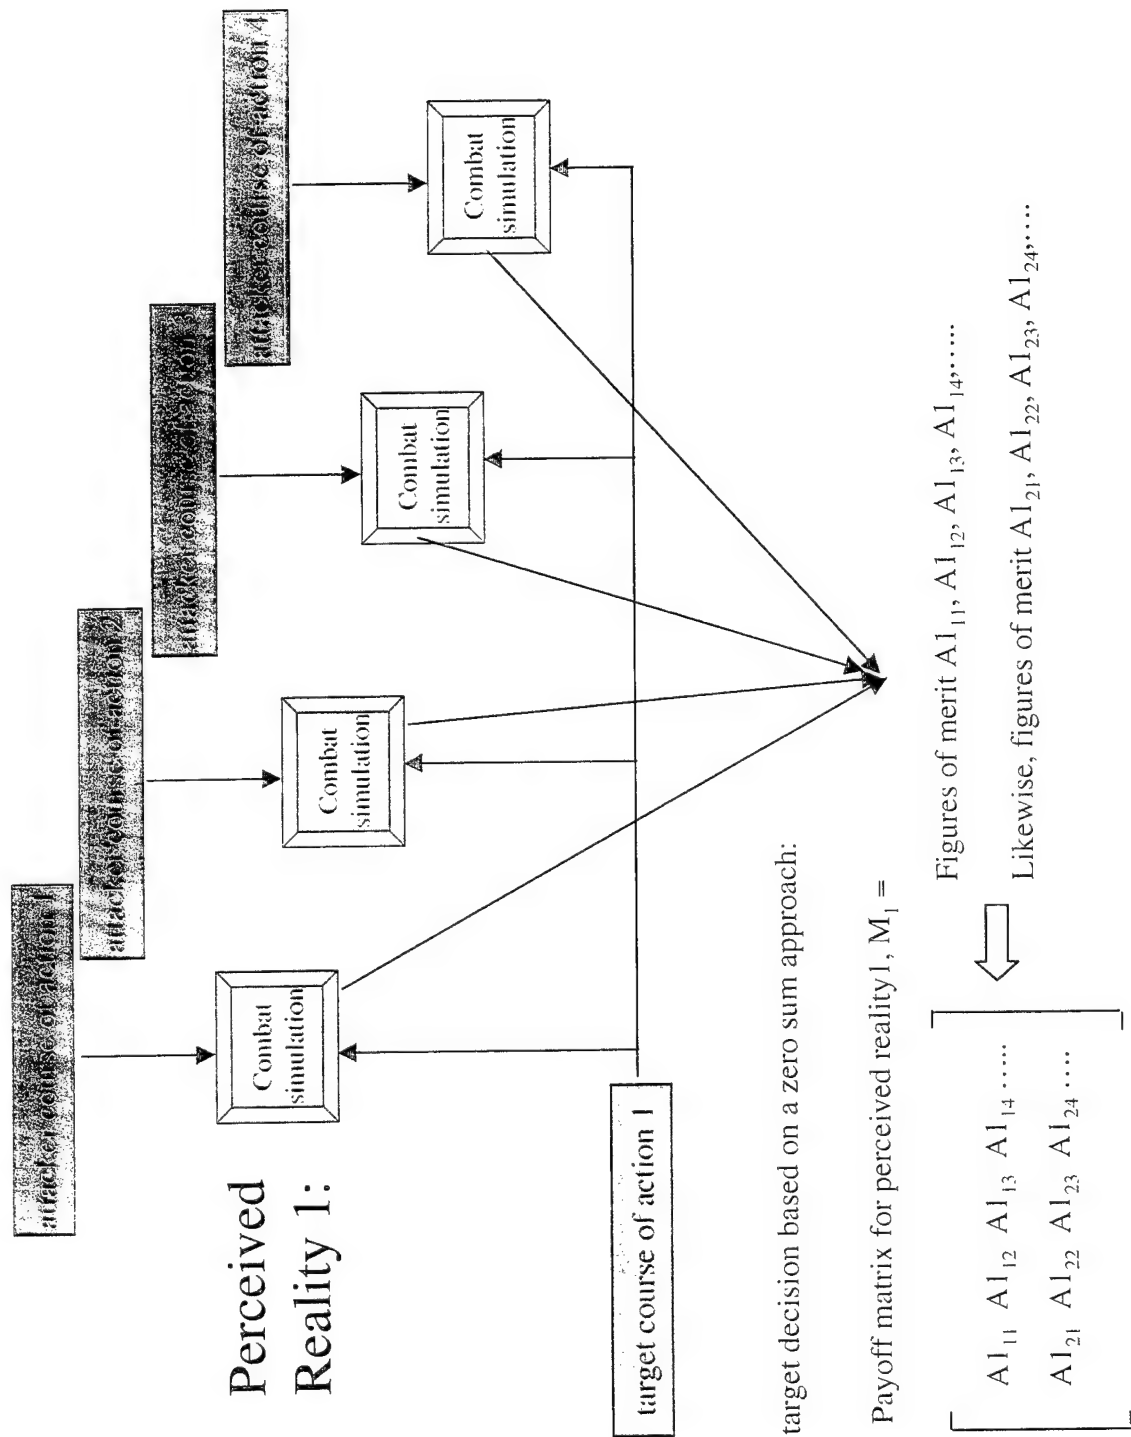 attacker course of action 1
attacker course of action 2
attacker course of action 3
attacker course of action 4
Perceived
Reality 1:
Combat
simulation
Combat
simulation
Combat
simulation
Combat
simulation
target course of action 1
target decision based on a zero sum approach:
Payoff matrix for perceived reality1, M₁ =
Figures of merit A1₁₁, A1₁₂, A1₁₃, A1₁₄,.....
Likewise, figures of merit A1₂₁, A1₂₂, A1₂₃, A1₂₄,....
A1₁₁ A1₁₂ A1₁₃ A1₁₄ .....
A1₂₁ A1₂₂ A1₂₃ A1₂₄ ....